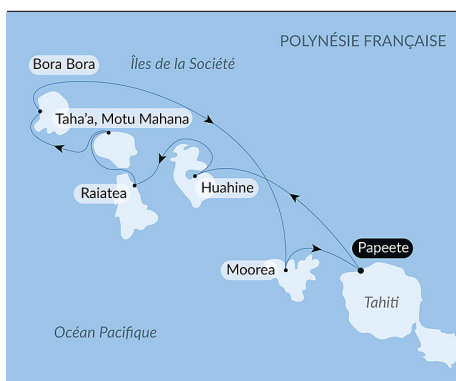 POLYNÉSIE FRANÇAISE
Bora Bora
Îles de la Société
Taha'a, Motu Mahana
Raiatea
Huahine
Papeete
Moorea
Tahiti
Océan Pacifique